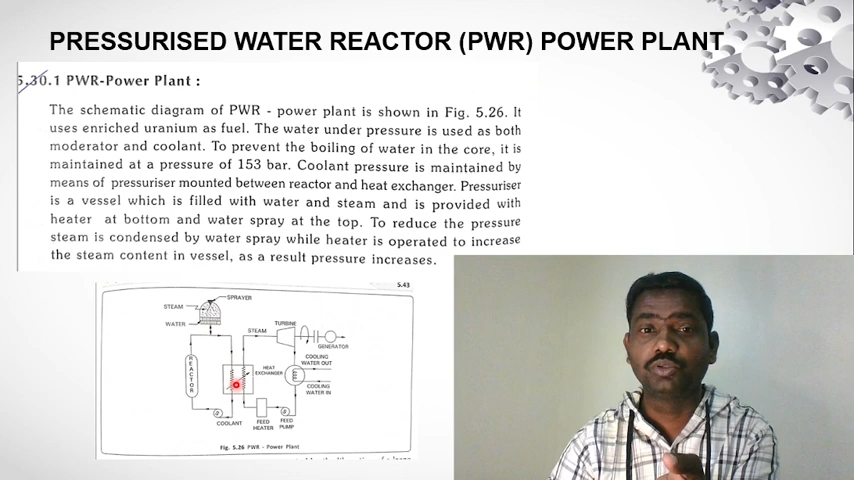 PRESSURISED WATER REACTOR (PWR) POWER PLANT
5.30.1 PWR-Power Plant :
The schematic diagram of PWR - power plant is shown in Fig. 5.26. It
uses enriched uranium as fuel. The water under pressure is used as both
moderator and coolant. To prevent the boiling of water in the core, it is
maintained at a pressure of 153 bar. Coolant pressure is maintained by
means of pressuriser mounted between reactor and heat exchanger. Pressuriser
is a vessel which is filled with water and steam and is provided with
heater at bottom and water spray at the top. To reduce the pressure
steam is condensed by water spray while heater is operated to increase
the steam content in vessel, as a result pressure increases.
5.43
SPRAYER
STEAM
WATER
STEAM
TURBINE
GENERATOR
COOLING
WATER OUT
REACTOR
HEAT
EXCHANGER
COOLING
WATER IN
COOLANT
FEED
HEATER
FEED
PUMP
Fig. 5.26 PWR - Power Plant